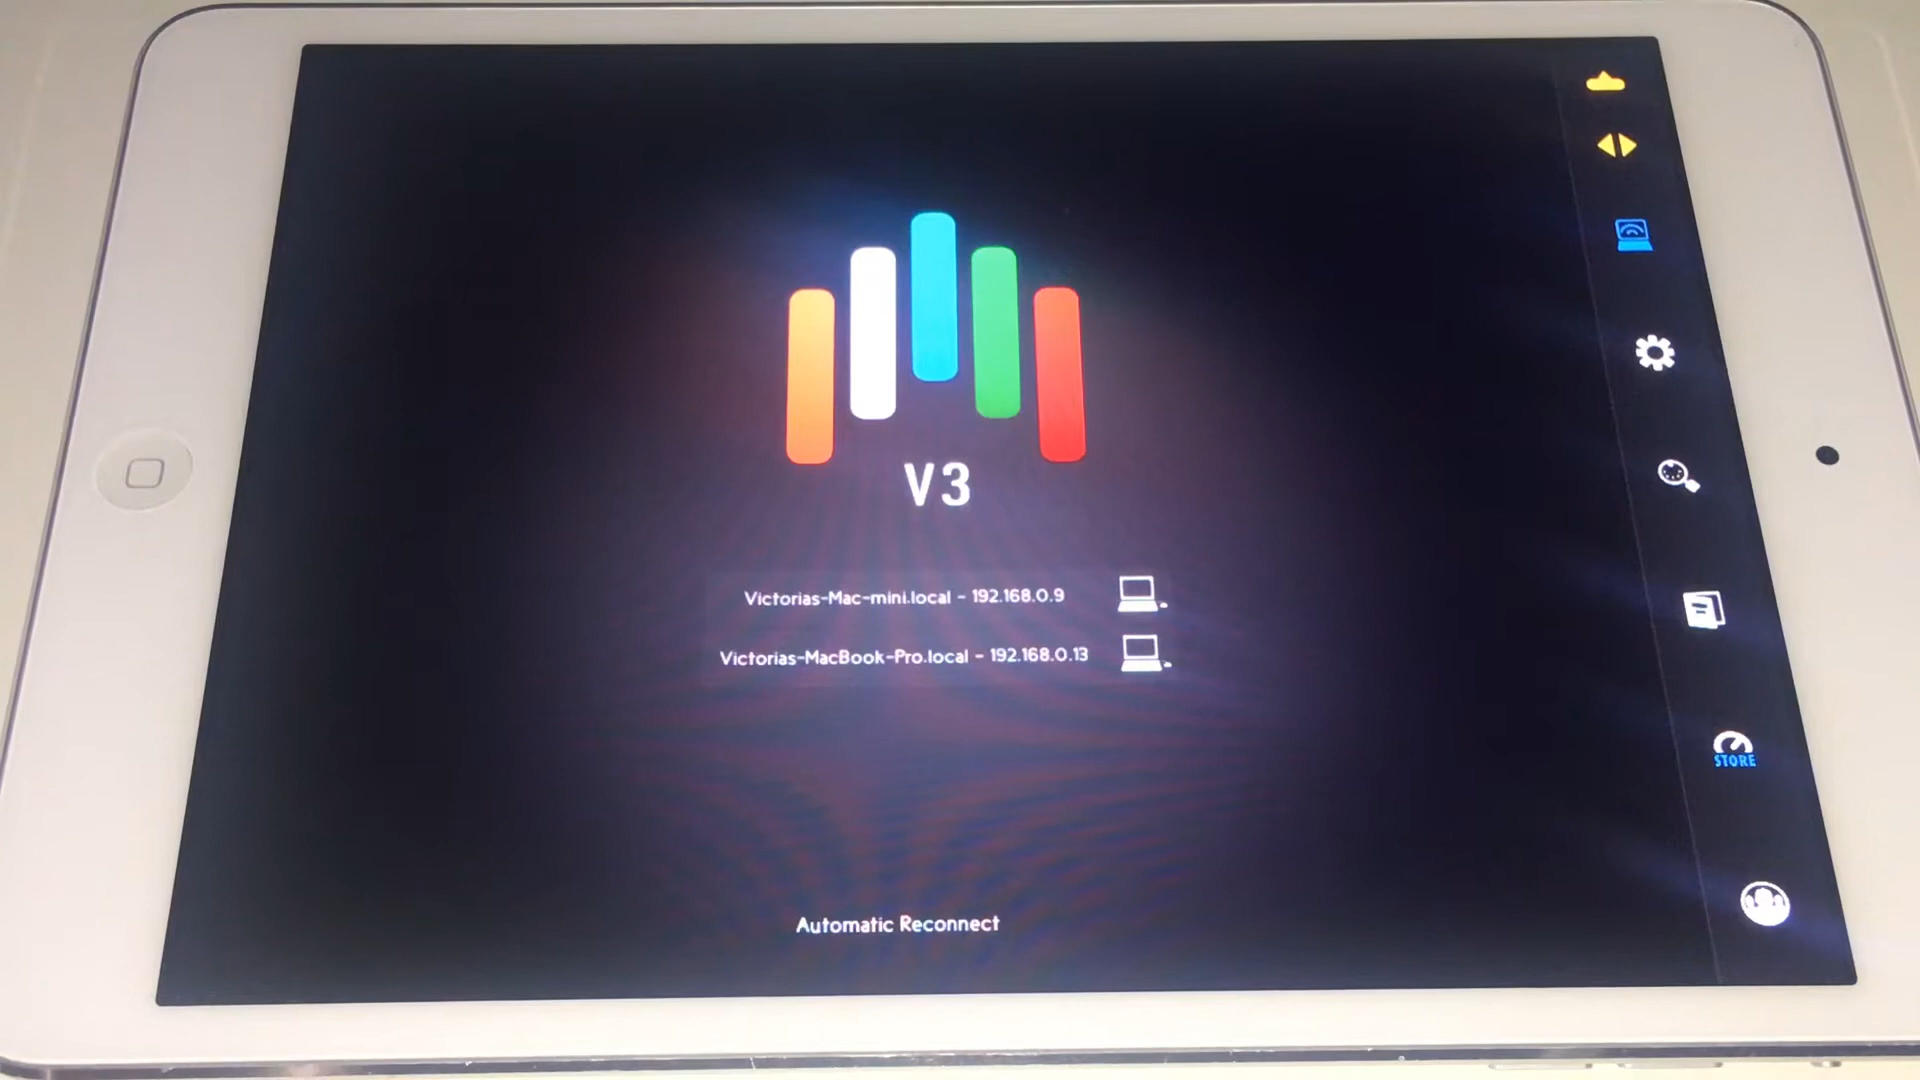 V3
Victorias-Mac-mini.local - 192.168.0.9
Victorias-MacBook-Pro.local - 192.168.0.13
STORE
Automatic Reconnect